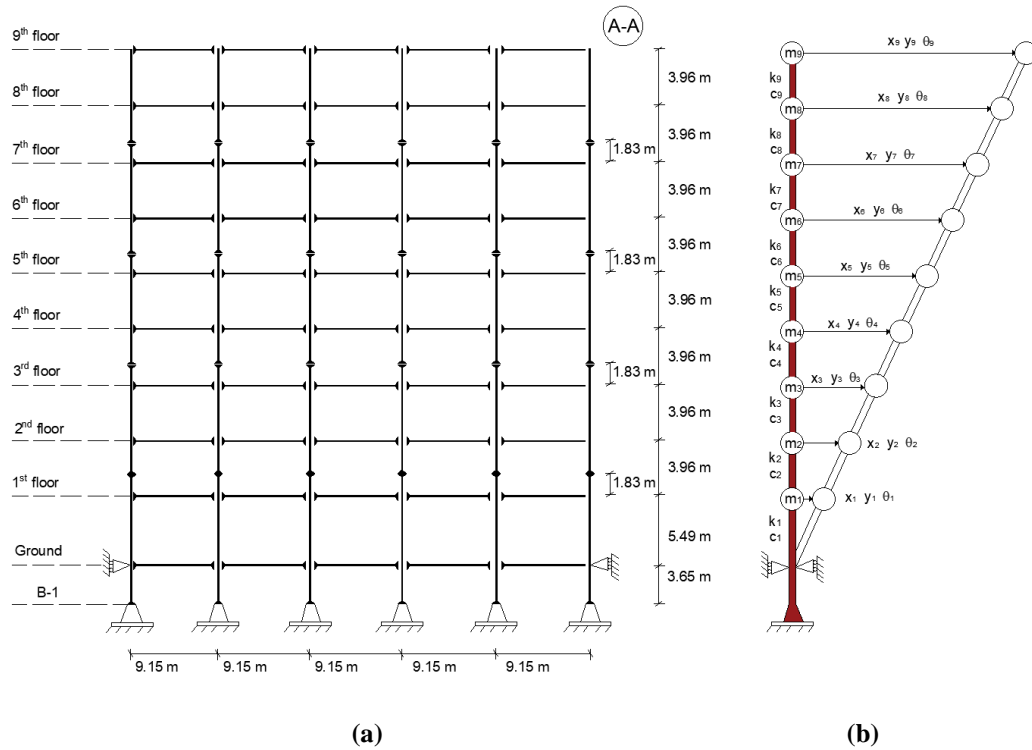 9th floor
8th floor
7th floor
6th floor
5th floor
4th floor
3rd floor
2nd floor
1st floor
Ground
B-1
A-A
3.96 m
3.96 m
1.83 m
3.96 m
3.96 m
1.83 m
3.96 m
3.96 m
1.83 m
3.96 m
3.96 m
1.83 m
5.49 m
3.65 m
9.15 m 9.15 m 9.15 m 9.15 m 9.15 m
(a)
m9 x9 y9 θ9
k9
c9
m8 x8 y8 θ8
k8
c8
m7 x7 y7 θ7
k7
c7
m6 x6 y6 θ6
k6
c6
m5 x5 y5 θ5
k5
c5
m4 x4 y4 θ4
k4
c4
m3 x3 y3 θ3
k3
c3
m2 x2 y2 θ2
k2
c2
m1 x1 y1 θ1
k1
c1
(b)